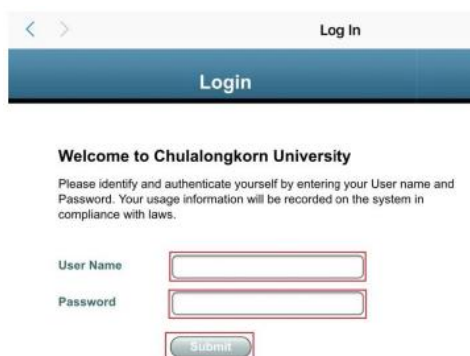 Log In
Login
Welcome to Chulalongkorn University
Please identify and authenticate yourself by entering your User name and
Password. Your usage information will be recorded on the system in
compliance with laws.
User Name
Password
Submit